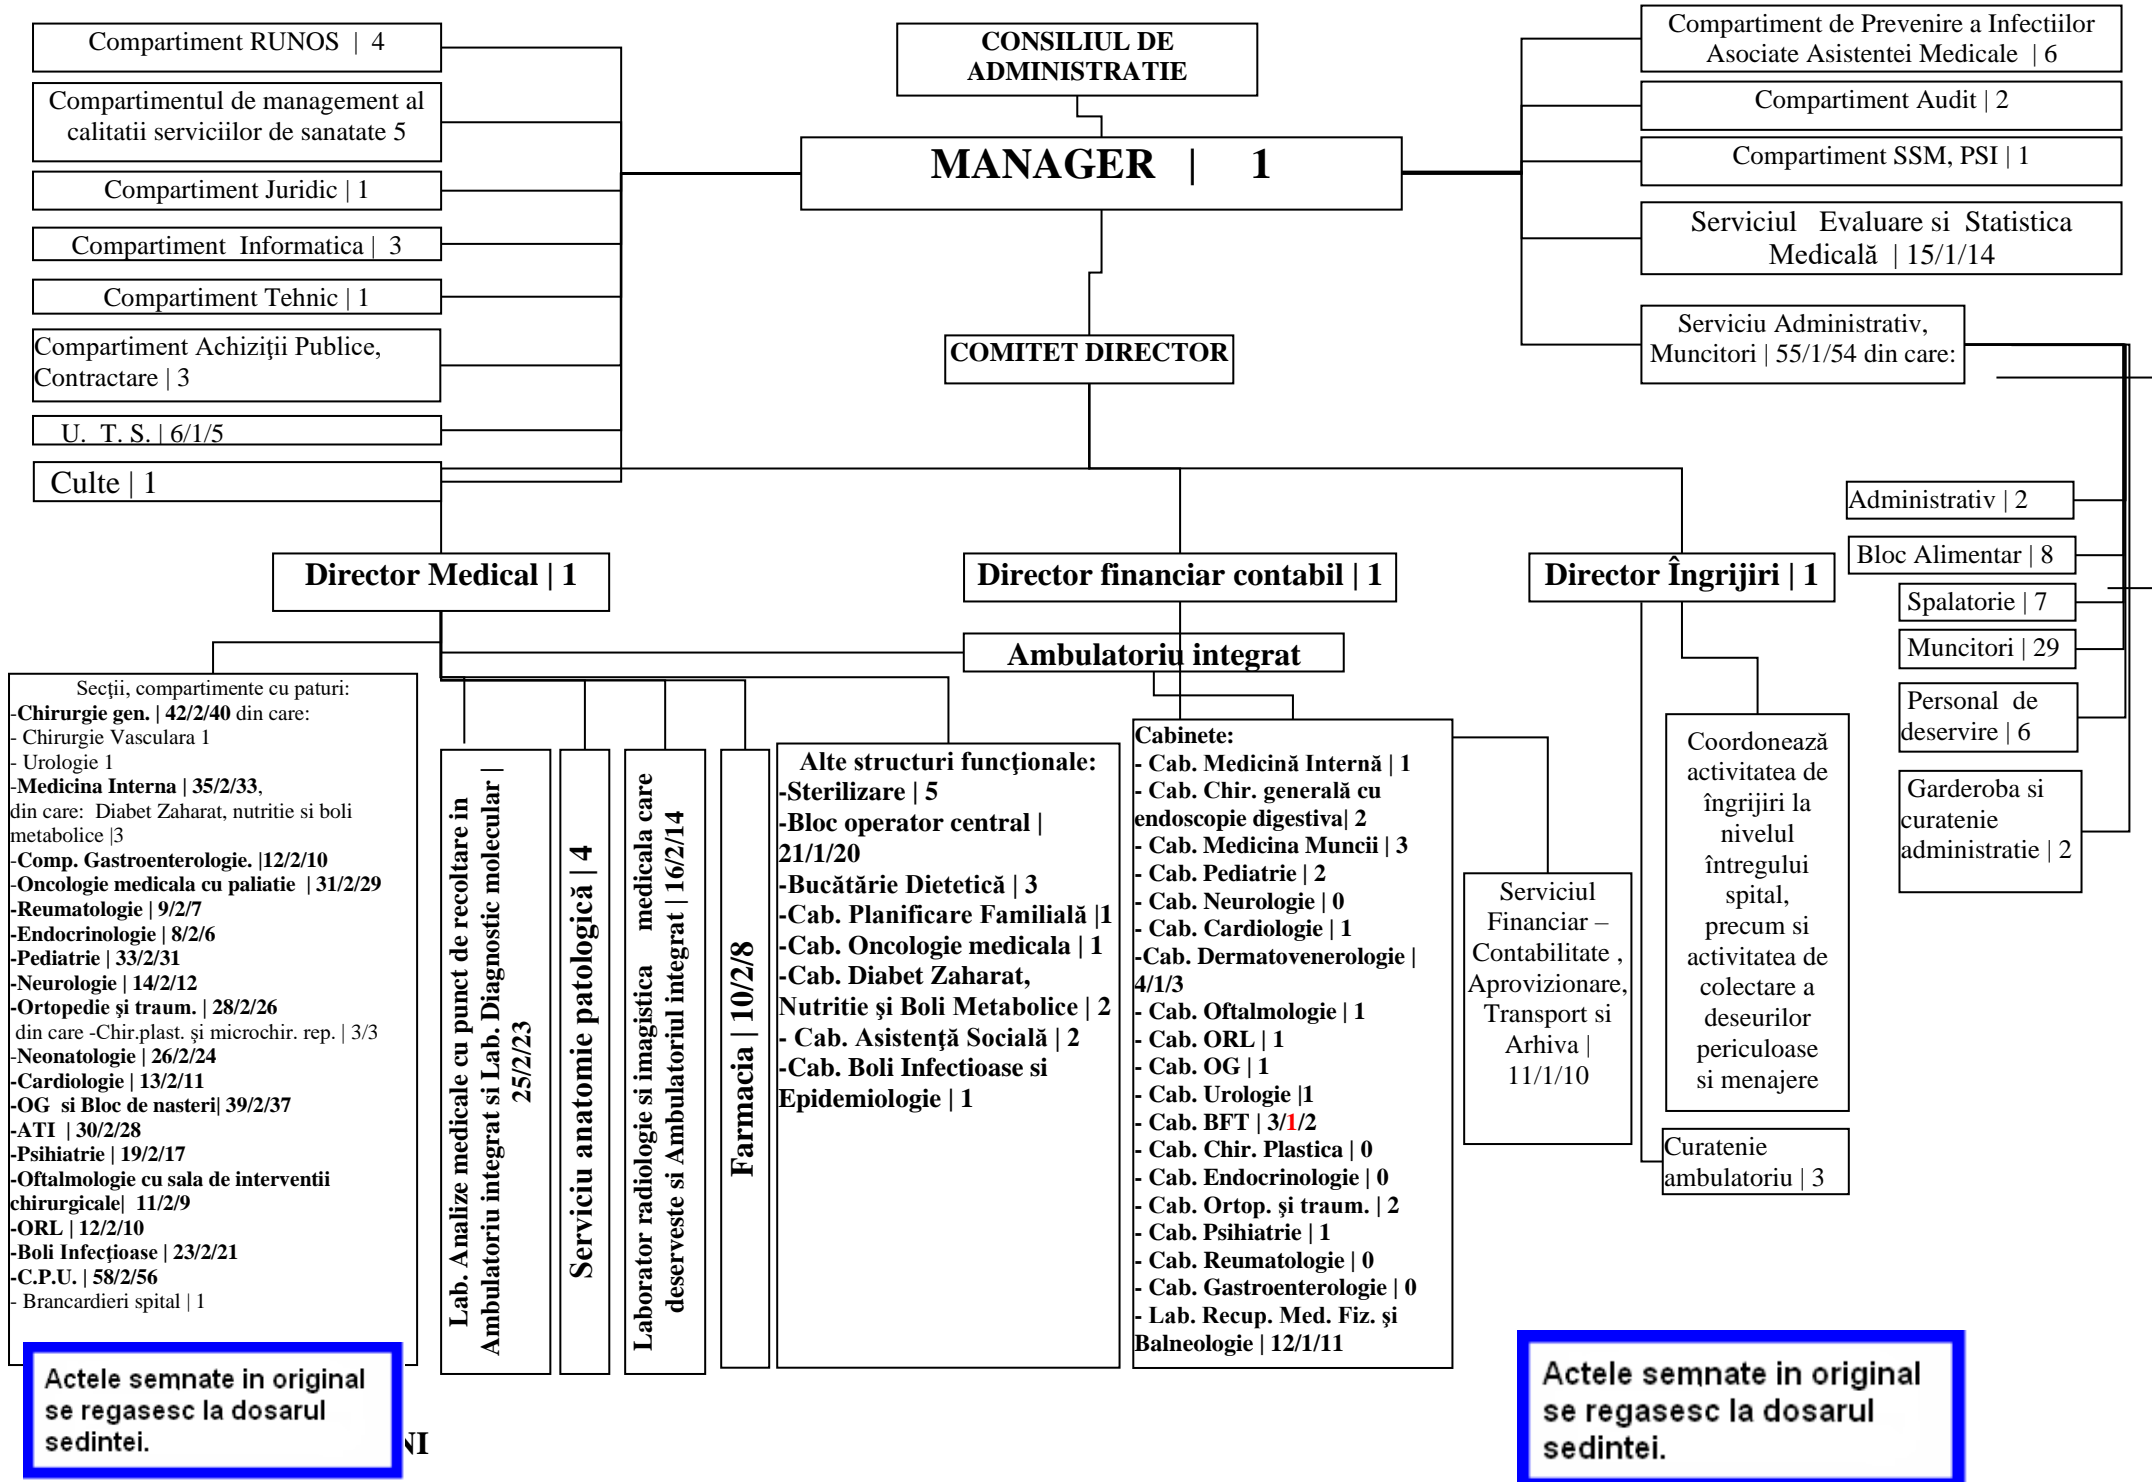 Compartiment RUNOS | 4
Compartimentul de management al
calitatii serviciilor de sanatate 5
Compartiment Juridic | 1
Compartiment Informatica | 3
Compartiment Tehnic | 1
Compartiment Achiziţii Publice,
Contractare | 3
U. T. S. | 6/1/5
Culte | 1
CONSILIUL DE
ADMINISTRATIE
MANAGER | 1
COMITET DIRECTOR
Compartiment de Prevenire a Infectiilor
Asociate Asistentei Medicale | 6
Compartiment Audit | 2
Compartiment SSM, PSI | 1
Serviciul Evaluare si Statistica
Medicală | 15/1/14
Serviciu Administrativ,
Muncitori | 55/1/54 din care:
Administrativ | 2
Bloc Alimentar | 8
Spalatorie | 7
Muncitori | 29
Personal de
deservire | 6
Garderoba si
curatenie
administratie | 2
Director Medical | 1
Director financiar contabil | 1
Director Îngrijiri | 1
Ambulatoriu integrat
Secţii, compartimente cu paturi:
-Chirurgie gen. | 42/2/40 din care:
- Chirurgie Vasculara 1
- Urologie 1
-Medicina Interna | 35/2/33,
din care: Diabet Zaharat, nutritie si boli
metabolice |3
-Comp. Gastroenterologie. |12/2/10
-Oncologie medicala cu paliatie | 31/2/29
-Reumatologie | 9/2/7
-Endocrinologie | 8/2/6
-Pediatrie | 33/2/31
-Neurologie | 14/2/12
-Ortopedie şi traum. | 28/2/26
din care -Chir.plast. şi microchir. rep. | 3/3
-Neonatologie | 26/2/24
-Cardiologie | 13/2/11
-OG si Bloc de nasteri| 39/2/37
-ATI | 30/2/28
-Psihiatrie | 19/2/17
-Oftalmologie cu sala de interventii
chirurgicale| 11/2/9
-ORL | 12/2/10
-Boli Infecţioase | 23/2/21
-C.P.U. | 58/2/56
- Brancardieri spital | 1
Lab. Analize medicale cu punct de recoltare in
Ambulatoriu integrat si Lab. Diagnostic molecular |
25/2/23
Serviciu anatomie patologică | 4
Laborator radiologie si imagistica medicala care
deserveste si Ambulatoriul integrat | 16/2/14
Farmacia | 10/2/8
Alte structuri funcţionale:
-Sterilizare | 5
-Bloc operator central |
21/1/20
-Bucătărie Dietetică | 3
-Cab. Planificare Familială |1
-Cab. Oncologie medicala | 1
-Cab. Diabet Zaharat,
Nutritie şi Boli Metabolice | 2
- Cab. Asistenţă Socială | 2
-Cab. Boli Infectioase si
Epidemiologie | 1
Cabinete:
- Cab. Medicină Internă | 1
- Cab. Chir. generală cu
endoscopie digestiva| 2
- Cab. Medicina Muncii | 3
- Cab. Pediatrie | 2
- Cab. Neurologie | 0
- Cab. Cardiologie | 1
-Cab. Dermatovenerologie |
4/1/3
- Cab. Oftalmologie | 1
- Cab. ORL | 1
- Cab. OG | 1
- Cab. Urologie |1
- Cab. BFT | 3/1/2
- Cab. Chir. Plastica | 0
- Cab. Endocrinologie | 0
- Cab. Ortop. şi traum. | 2
- Cab. Psihiatrie | 1
- Cab. Reumatologie | 0
- Cab. Gastroenterologie | 0
- Lab. Recup. Med. Fiz. şi
Balneologie | 12/1/11
Serviciul
Financiar –
Contabilitate ,
Aprovizionare,
Transport si
Arhiva |
11/1/10
Coordonează
activitatea de
îngrijiri la
nivelul
întregului
spital,
precum si
activitatea de
colectare a
deseurilor
periculoase
si menajere
Curatenie
ambulatoriu | 3
Actele semnate in original
se regasesc la dosarul
sedintei.
NI
Actele semnate in original
se regasesc la dosarul
sedintei.